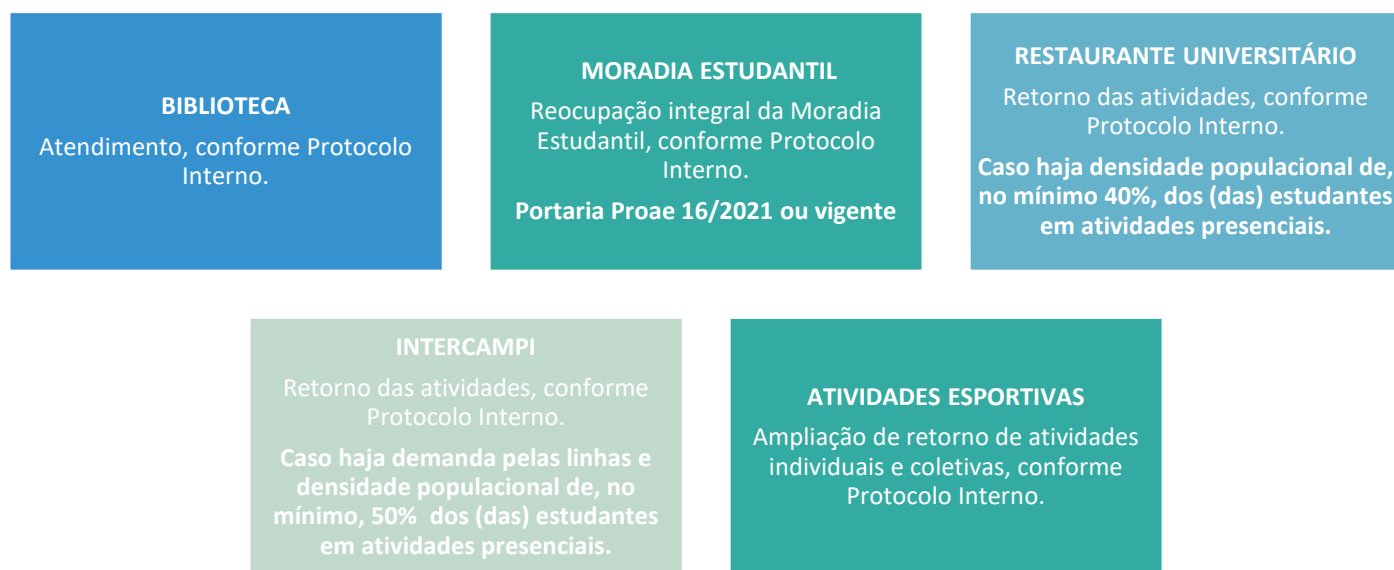 BIBLIOTECA
Atendimento, conforme Protocolo
Interno.
MORADIA ESTUDANTIL
Reocupação integral da Moradia
Estudantil, conforme Protocolo
Interno.
Portaria Proae 16/2021 ou vigente
RESTAURANTE UNIVERSITÁRIO
Retorno das atividades, conforme
Protocolo Interno.
Caso haja densidade populacional de,
no mínimo 40%, dos (das) estudantes
em atividades presenciais.
INTERCAMPI
Retorno das atividades, conforme
Protocolo Interno.
Caso haja demanda pelas linhas e
densidade populacional de, no
mínimo, 50% dos (das) estudantes
em atividades presenciais.
ATIVIDADES ESPORTIVAS
Ampliação de retorno de atividades
individuais e coletivas, conforme
Protocolo Interno.